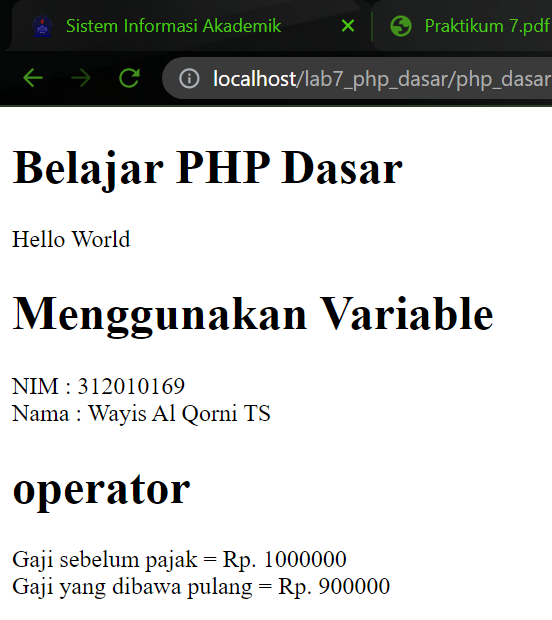 Sistem Informasi Akademik
Praktikum 7.pdf
localhost/lab7_php_dasar/php_dasar
Belajar PHP Dasar
Hello World
Menggunakan Variable
NIM : 312010169
Nama : Wayis Al Qorni TS
operator
Gaji sebelum pajak = Rp. 1000000
Gaji yang dibawa pulang = Rp. 900000